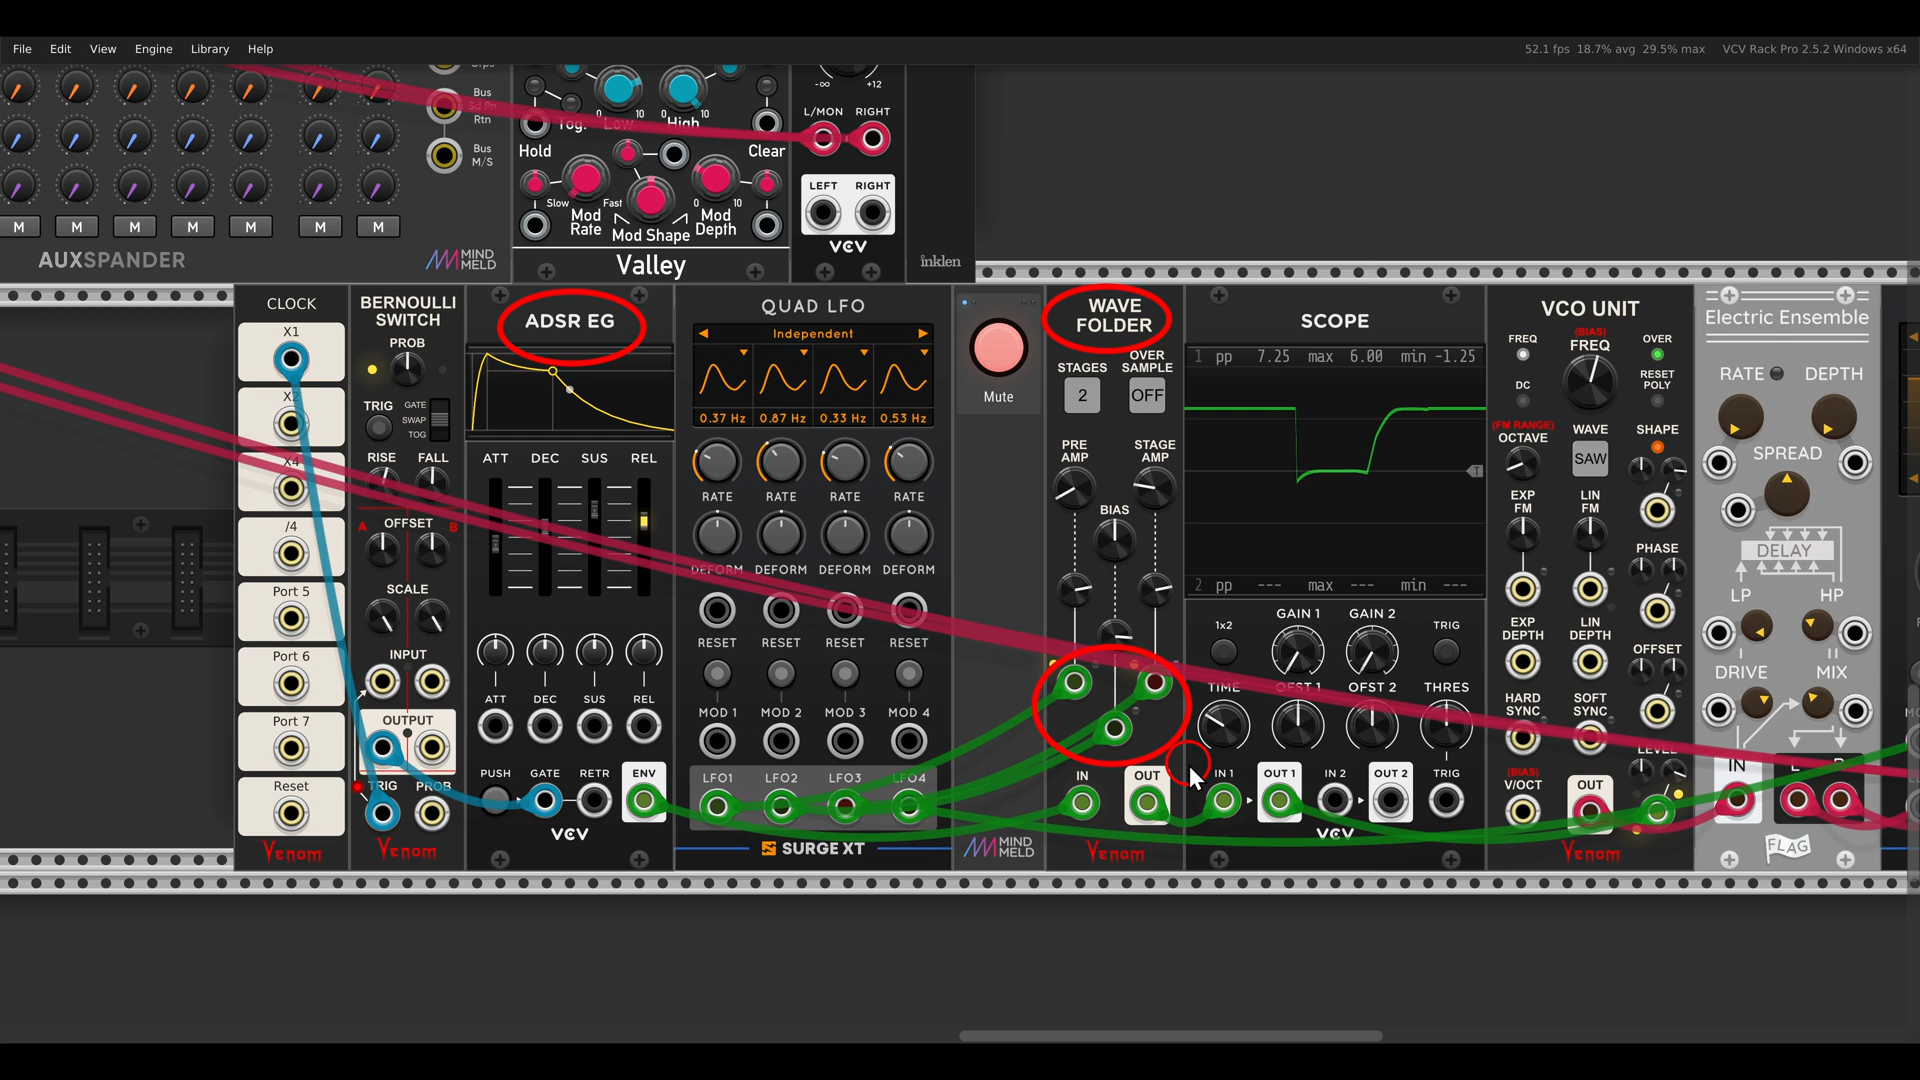 File Edit View Engine Library Help
52.1 fps 18.7% avg 29.5% max VCV Rack Pro 2.5.2 Windows x64
Bus
Sd Pn
Rtn
Bus
M/S
M M M M M M M
AUXSPANDER
MIND
MELD
0 10 0 10
Tog. Low High
Hold Clear
Slow Fast 0 10
Mod
Rate
Mod Shape
Mod
Depth
Valley
-∞ +12
L/MON RIGHT
LEFT RIGHT
VCV
inklen
CLOCK
X1
X2
X4
/4
Port 5
Port 6
Port 7
Reset
Venom
BERNOULLI
SWITCH
PROB
TRIG
GATE
SWAP
TOG
RISE FALL
A OFFSET B
SCALE
INPUT
OUTPUT
TRIG PROB
Venom
ADSR EG
ATT DEC SUS REL
ATT DEC SUS REL
PUSH GATE RETR ENV
VCV
QUAD LFO
Independent
0.37 Hz 0.87 Hz 0.33 Hz 0.53 Hz
RATE RATE RATE RATE
DEFORM DEFORM DEFORM DEFORM
RESET RESET RESET RESET
MOD 1 MOD 2 MOD 3 MOD 4
LFO1 LFO2 LFO3 LFO4
SURGE XT
Mute
MIND
MELD
WAVE
FOLDER
STAGES
OVER
SAMPLE
2 OFF
PRE
AMP
STAGE
AMP
BIAS
IN OUT
Venom
SCOPE
1 pp 7.25 max 6.00 min -1.25
T
2 pp --- max --- min ---
1x2 GAIN 1 GAIN 2 TRIG
TIME OFST 1 OFST 2 THRES
IN 1 OUT 1 IN 2 OUT 2 TRIG
VCV
VCO UNIT
FREQ
(BIAS)
FREQ
OVER
DC
RESET
POLY
(FM RANGE)
OCTAVE
WAVE
SHAPE
SAW
EXP
FM
LIN
FM
PHASE
EXP
DEPTH
LIN
DEPTH
OFFSET
HARD
SYNC
SOFT
SYNC
LEVEL
(BIAS)
V/OCT
OUT
Venom
Electric Ensemble
RATE DEPTH
SPREAD
DELAY
LP HP
DRIVE MIX
IN L R
FLAG